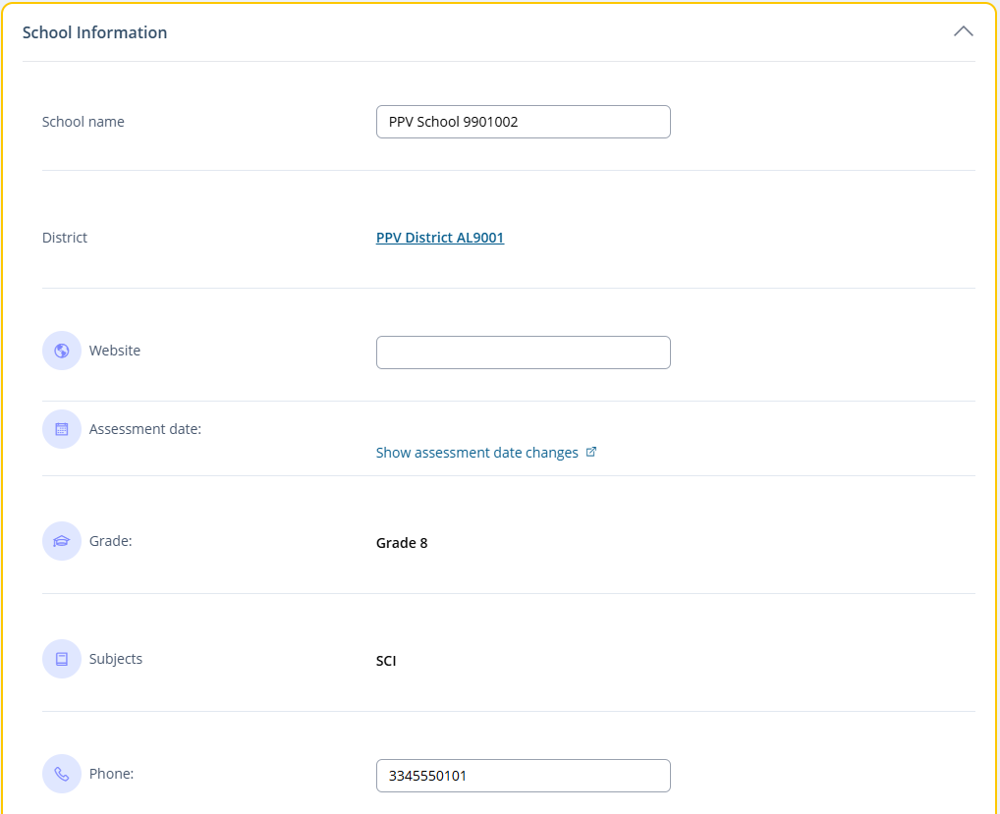 School Information
School name
PPV School 9901002
District
PPV District AL9001
Website
Assessment date:
Show assessment date changes
Grade:
Grade 8
Subjects
SCI
Phone:
3345550101